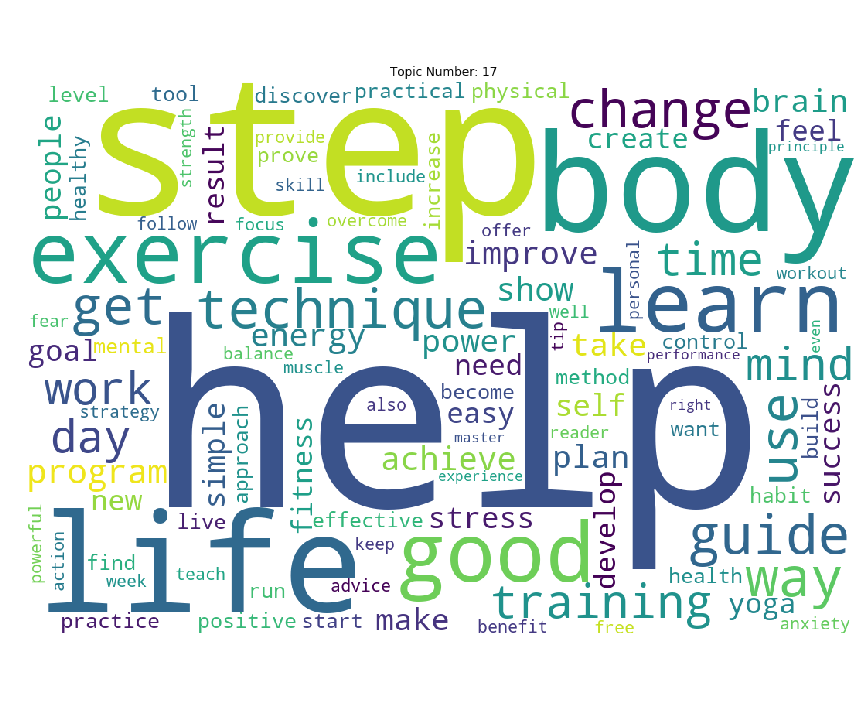 Topic Number: 17
level
tool
discover
practical
physical
step
change
brain
people
healthy
strength
result
provide
prove
skill
include
increase
create
feel
principle
body
follow
focus
overcome
offer
exercise
improve
personal
time
workout
get
technique
show
learn
fear
goal
mental
energy
balance
muscle
power
need
well
tip
take
control
performance
even
mind
work
strategy
day
simple
approach
help
also
become
easy
master
method
self
reader
right
want
use
build
success
program
new
fitness
achieve
experience
plan
develop
habit
powerful
action
life
live
effective
stress
good
guide
find
week
teach
run
keep
advice
health
way
practice
positive
start
make
training
benefit
free
yoga
anxiety